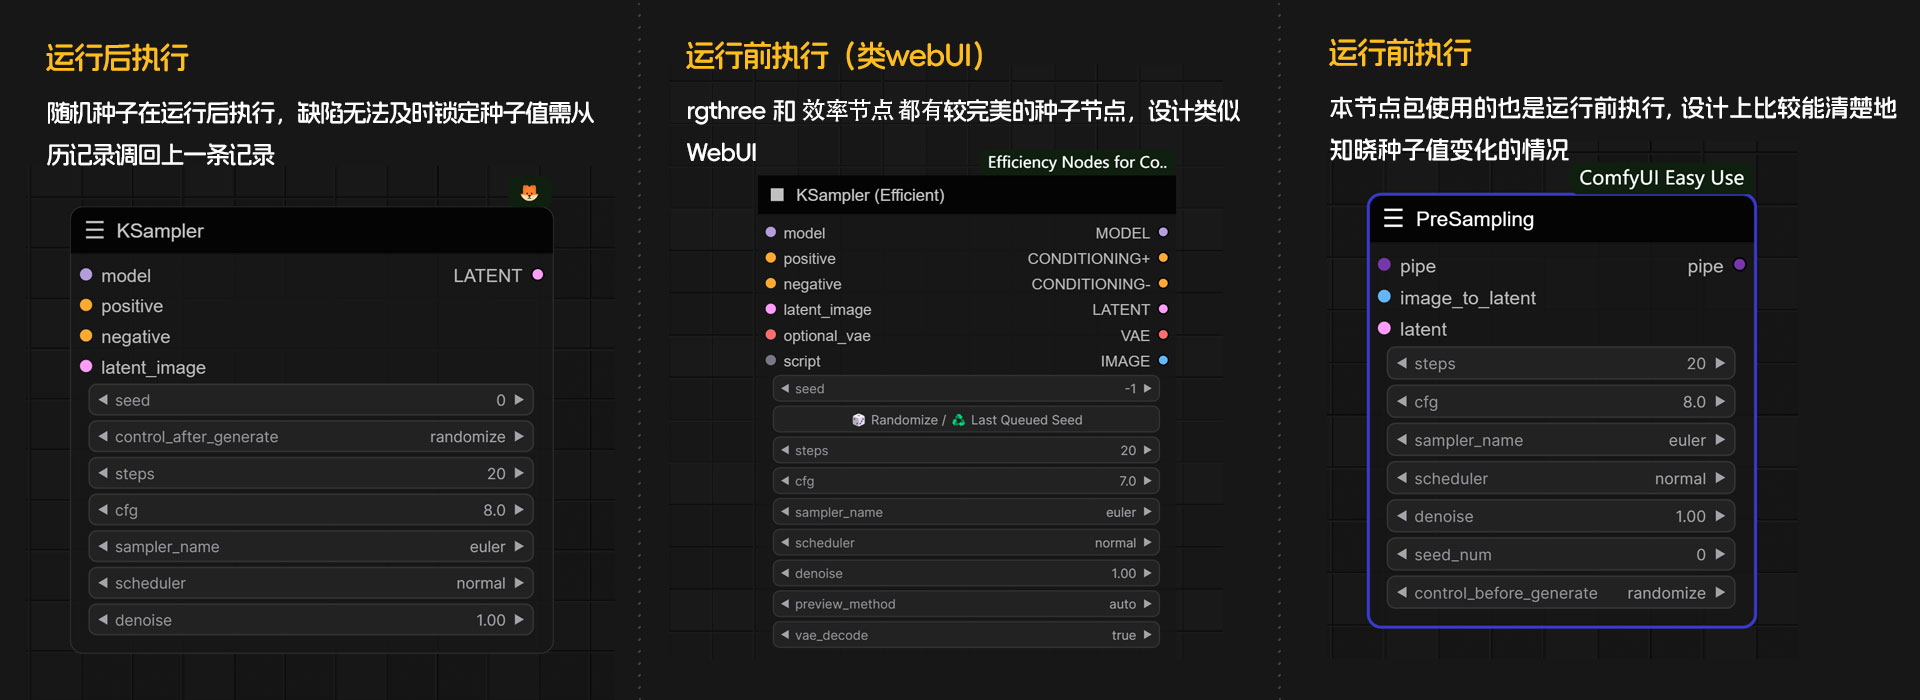 运行后执行
随机种子在运行后执行，缺陷无法及时锁定种子值需从
历记录调回上一条记录
KSampler
model LATENT
positive
negative
latent_image
seed 0
control_after_generate randomize
steps 20
cfg 8.0
sampler_name euler
scheduler normal
denoise 1.00
运行前执行（类webUI）
rgthree 和 效率节点 都有较完美的种子节点，设计类似
WebUI
Efficiency Nodes for Co..
KSampler (Efficient)
model MODEL
positive CONDITIONING+
negative CONDITIONING-
latent_image LATENT
optional_vae VAE
script IMAGE
seed -1
Randomize / Last Queued Seed
steps 20
cfg 7.0
sampler_name euler
scheduler normal
denoise 1.00
preview_method auto
vae_decode true
运行前执行
本节点包使用的也是运行前执行, 设计上比较能清楚地
知晓种子值变化的情况
ComfyUI Easy Use
PreSampling
pipe pipe
image_to_latent
latent
steps 20
cfg 8.0
sampler_name euler
scheduler normal
denoise 1.00
seed_num 0
control_before_generate randomize